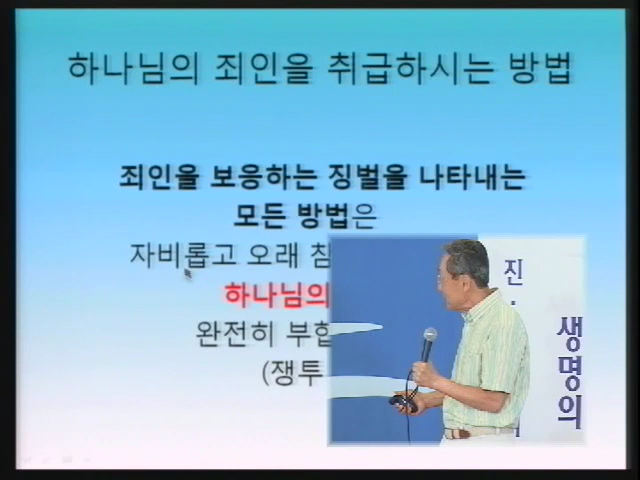 하나님의 죄인을 취급하시는 방법
죄인을 보응하는 징벌을 나타내는
모든 방법은
자비롭고 오래 참
하나님의
완전히 부합
(쟁투
진
생명의